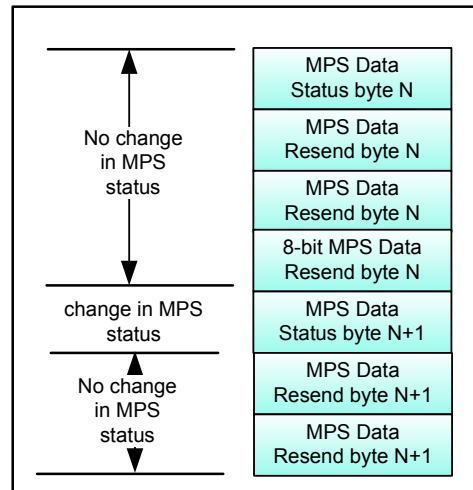 No change
in MPS
status
change in MPS
status
No change
in MPS
status
MPS Data
Status byte N
MPS Data
Resend byte N
MPS Data
Resend byte N
8-bit MPS Data
Resend byte N
MPS Data
Status byte N+1
MPS Data
Resend byte N+1
MPS Data
Resend byte N+1